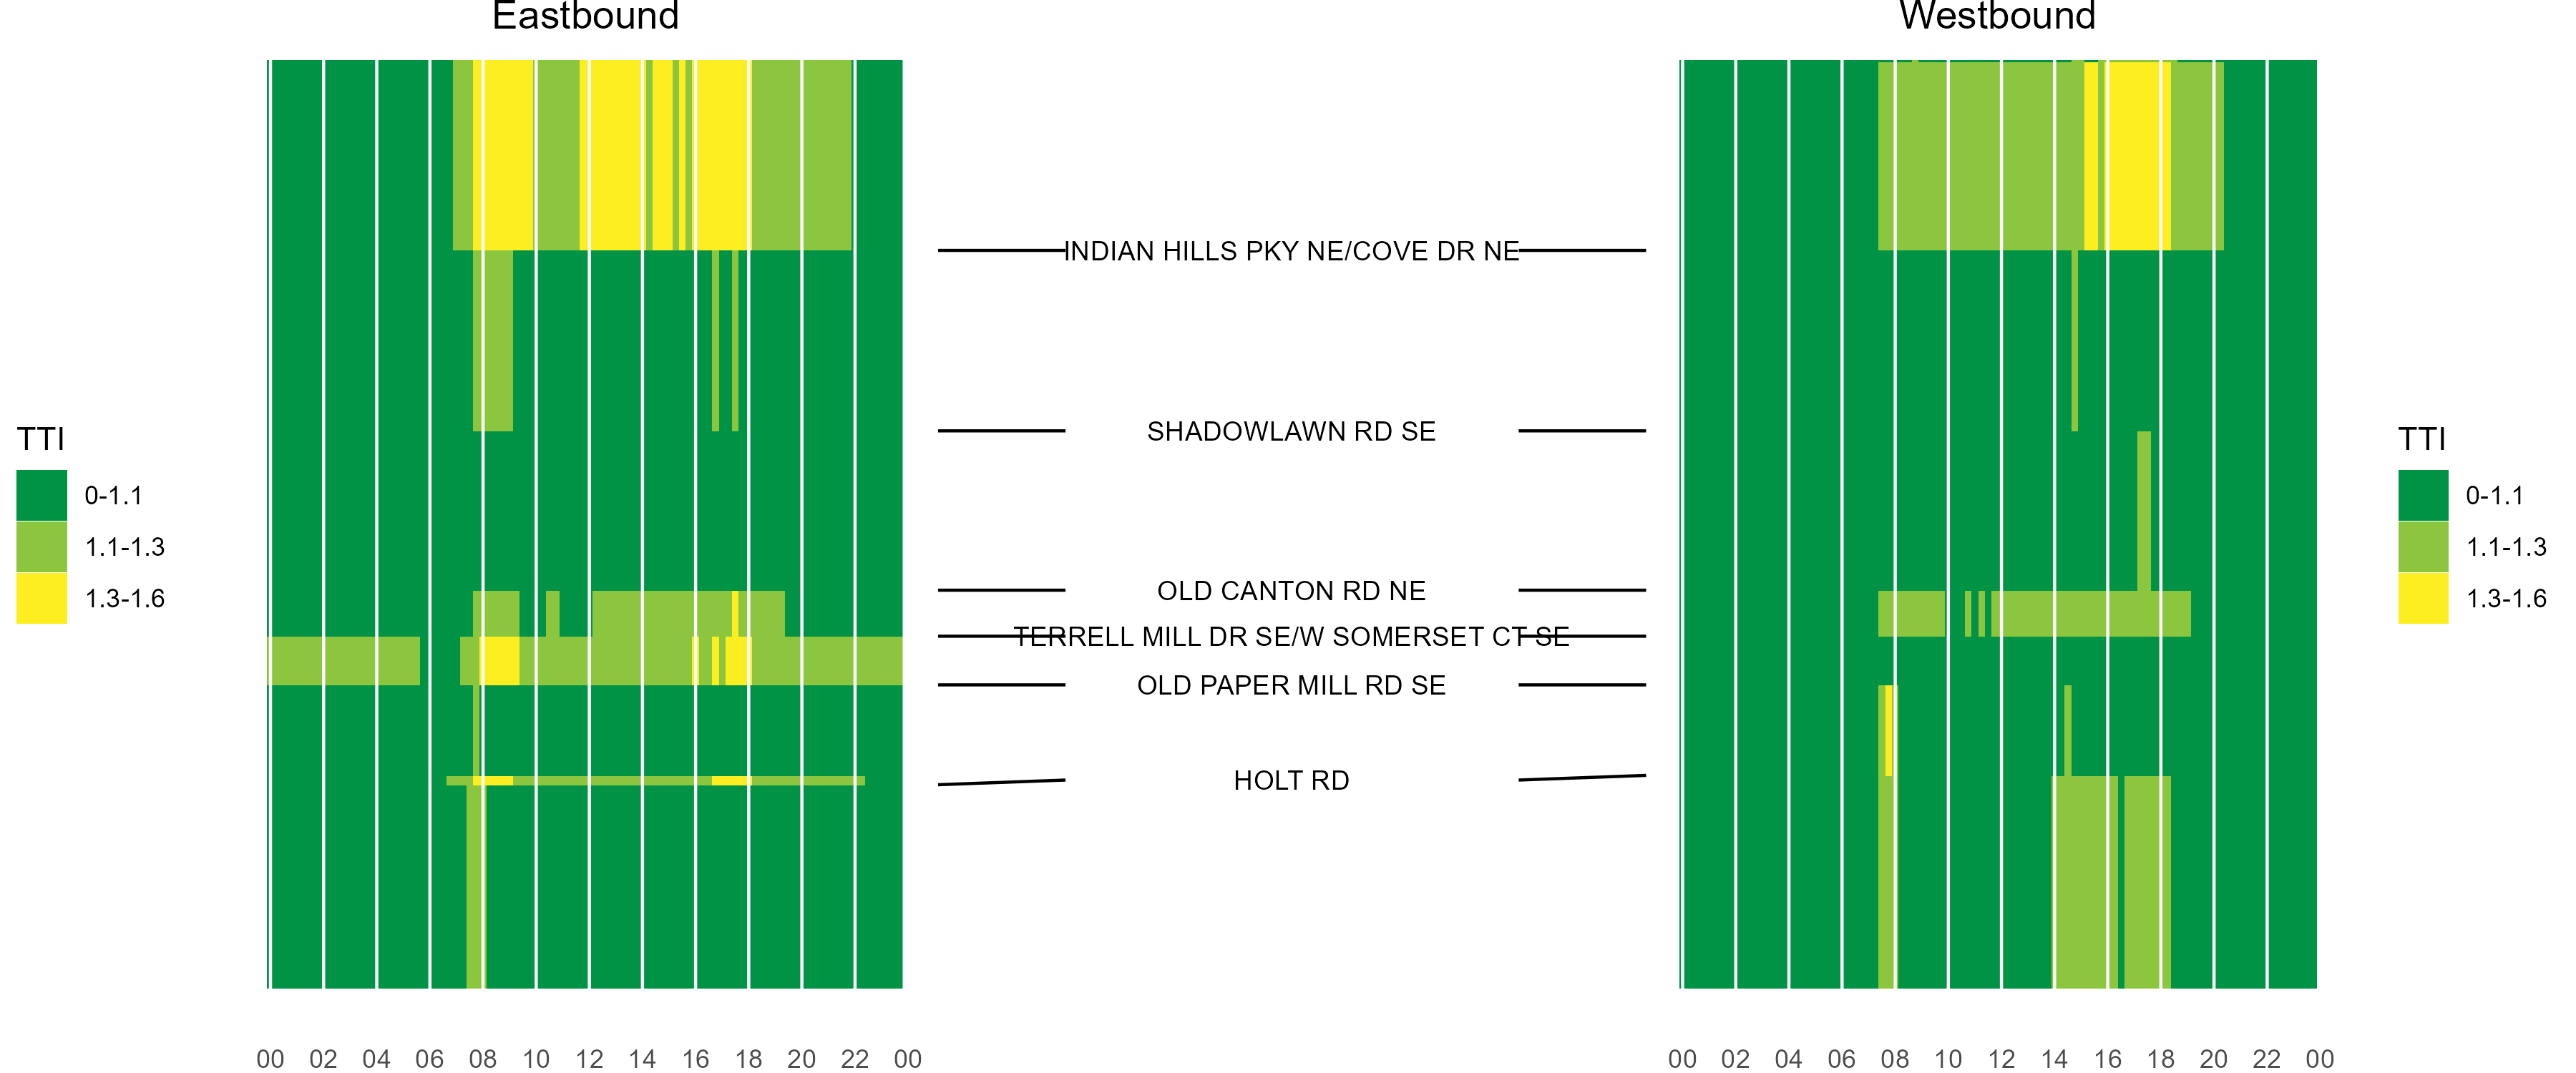 Eastbound
Westbound
INDIAN HILLS PKY NE/COVE DR NE
SHADOWLAWN RD SE
TTI
0-1.1
1.1-1.3
1.3-1.6
TTI
0-1.1
1.1-1.3
1.3-1.6
OLD CANTON RD NE
TERRELL MILL DR SE/W SOMERSET CT SE
OLD PAPER MILL RD SE
HOLT RD
00 02 04 06 08 10 12 14 16 18 20 22 00
00 02 04 06 08 10 12 14 16 18 20 22 00